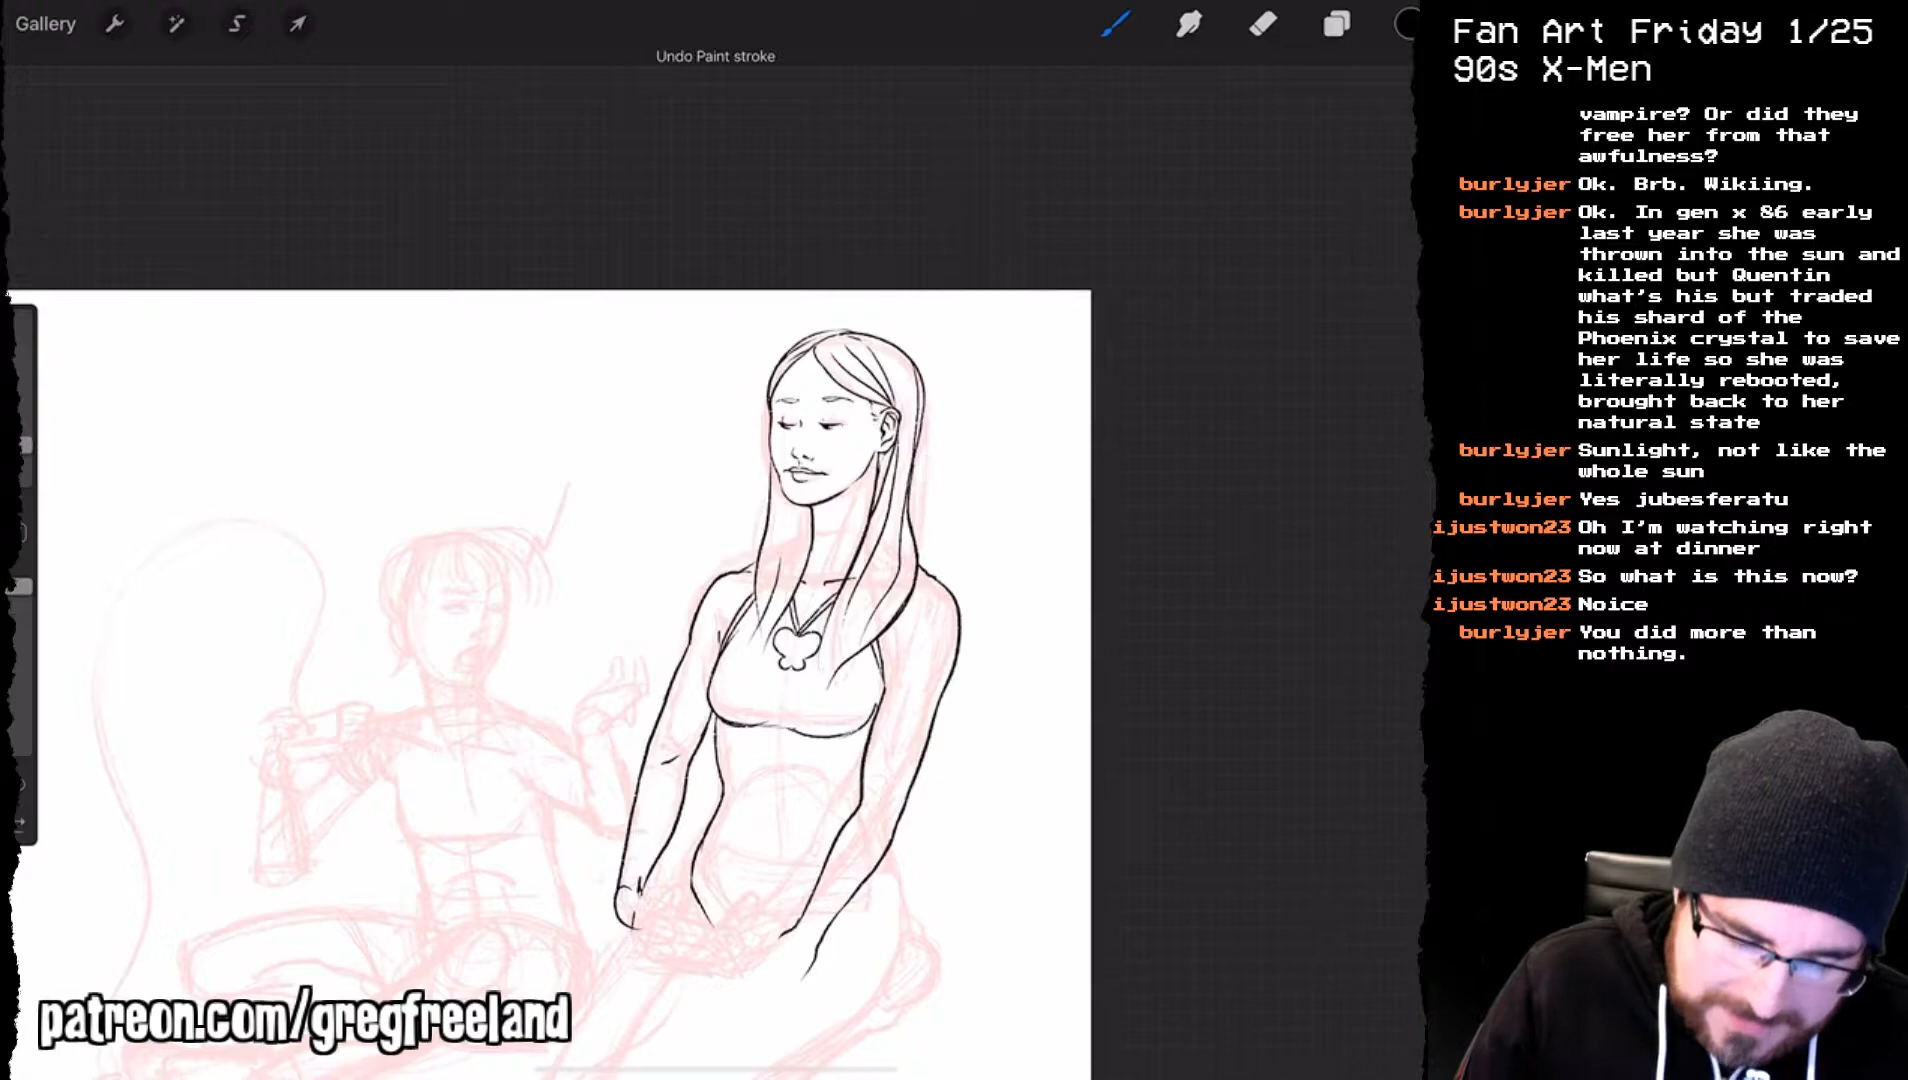 Gallery
Undo Paint stroke
Fan Art Friday 1/25
90s X-Men
vampire? Or did they
free her from that
awfulness?
burlyjer Ok. Brb. Wikiing.
burlyjer Ok. In gen x 86 early
last year she was
thrown into the sun and
killed but Quentin
what's his but traded
his shard of the
Phoenix crystal to save
her life so she was
literally rebooted,
brought back to her
natural state
burlyjer Sunlight, not like the
whole sun
burlyjer Yes jubesferatu
ijustwon23 Oh I'm watching right
now at dinner
ijustwon23 So what is this now?
ijustwon23 Noice
burlyjer You did more than
nothing.
patreon.com/gregfreeland